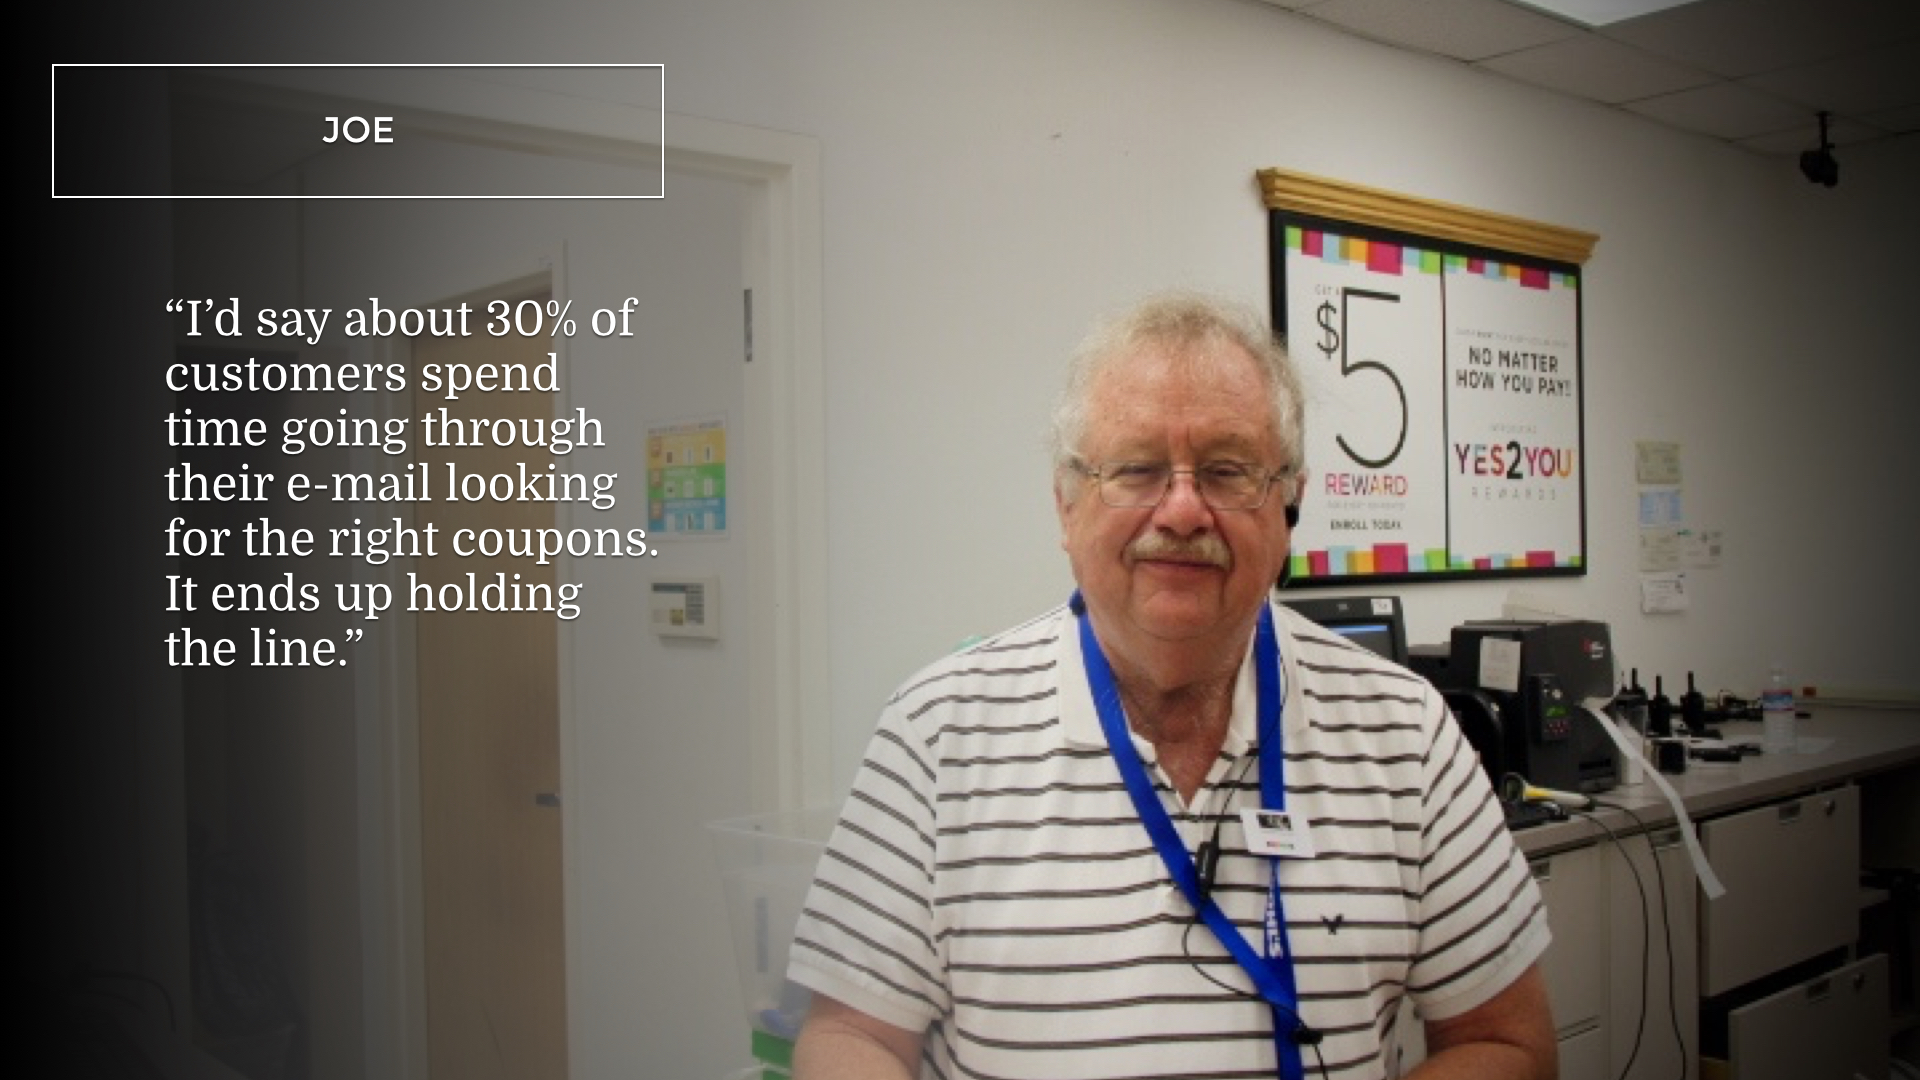 JOE
“I’d say about 30% of
customers spend
time going through
their e-mail looking
for the right coupons.
It ends up holding
the line.”
$5
REWARD
ENROLL TODAY
NO MATTER
HOW YOU PAY!
YES2YOU
REWARDS
KOHL'S